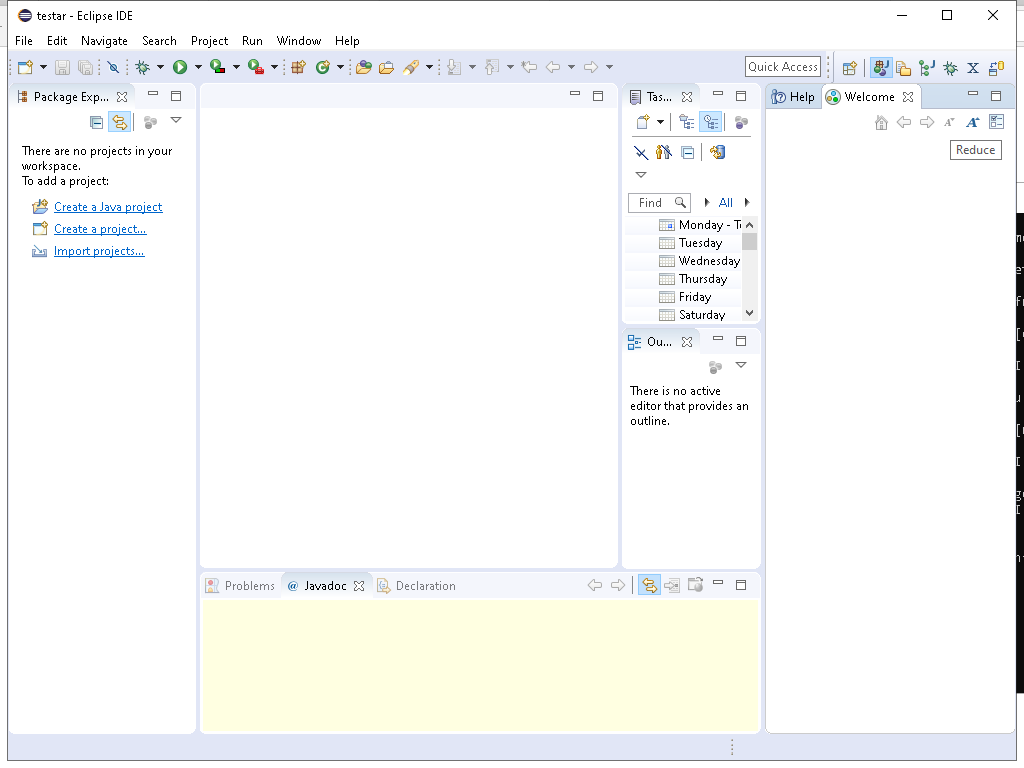 testar - Eclipse IDE
File Edit Navigate Search Project Run Window Help
Quick Access
Package Exp...
There are no projects in your
workspace.
To add a project:
Create a Java project
Create a project...
Import projects...
Tas...
Find
All
Monday - T
Tuesday
Wednesday
Thursday
Friday
Saturday
Ou...
There is no active
editor that provides an
outline.
Help Welcome
Reduce
Problems @ Javadoc Declaration